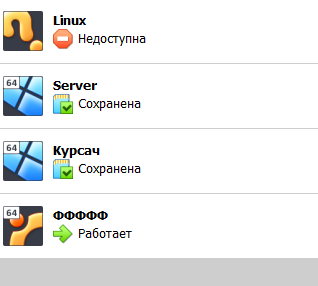 Linux
Недоступна
64
Server
Сохранена
64
Курсач
Сохранена
64
ФФФФФ
Работает